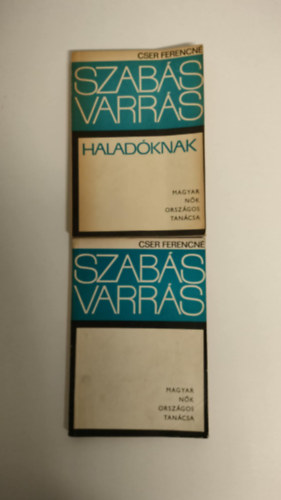 CSER FERENCNÉ
SZABÁS
VARRÁS
HALADÓKNAK
MAGYAR
NŐK
ORSZÁGOS
TANÁCSA
CSER FERENCNÉ
SZABÁS
VARRÁS
MAGYAR
NŐK
ORSZÁGOS
TANÁCSA